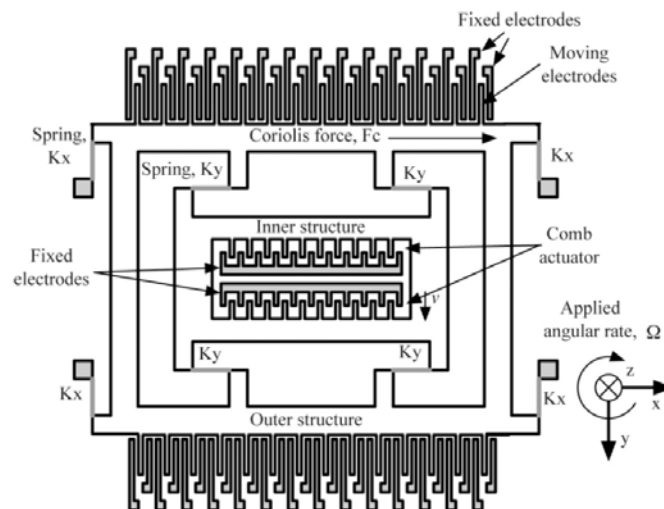 Fixed electrodes
Moving
electrodes
Spring,
Kx
Coriolis force, Fc
Kx
Spring, Ky
Ky
Inner structure
Fixed
electrodes
Comb
actuator
v
Applied
angular rate, Ω
Ky
Ky
z
x
Kx
Kx
Outer structure
y